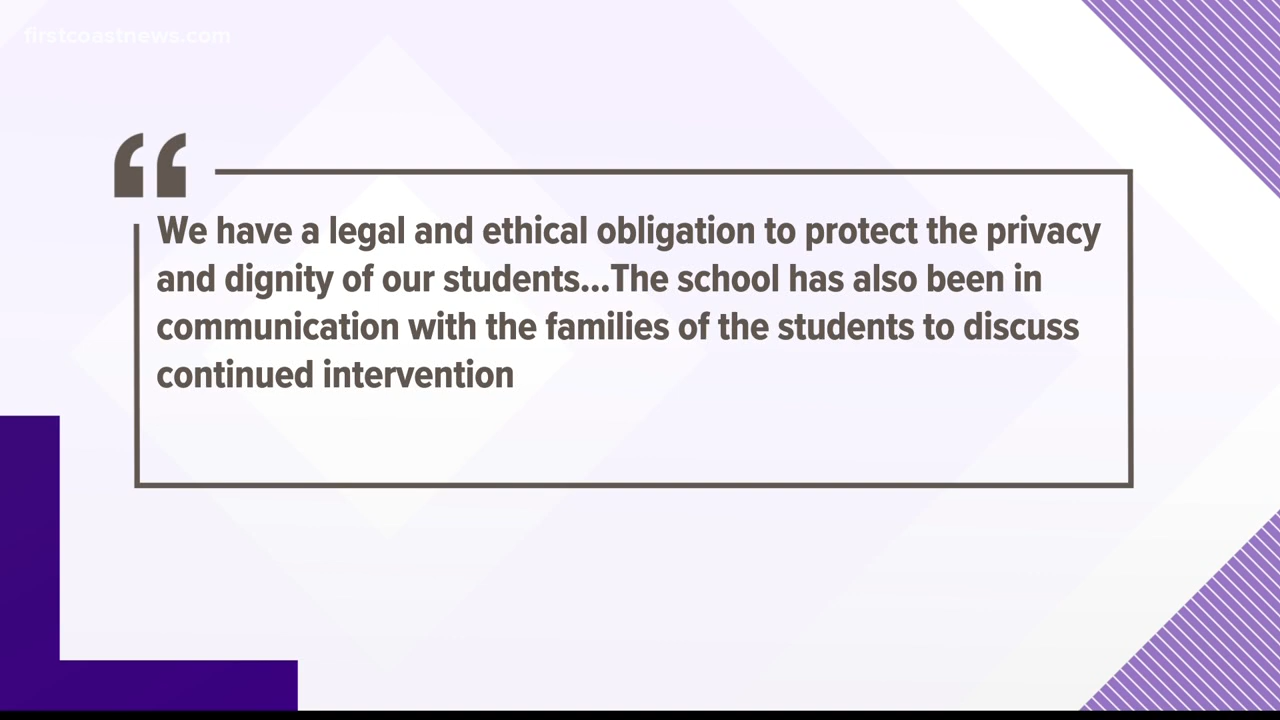 firstcoastnews.com
“
We have a legal and ethical obligation to protect the privacy
and dignity of our students...The school has also been in
communication with the families of the students to discuss
continued intervention